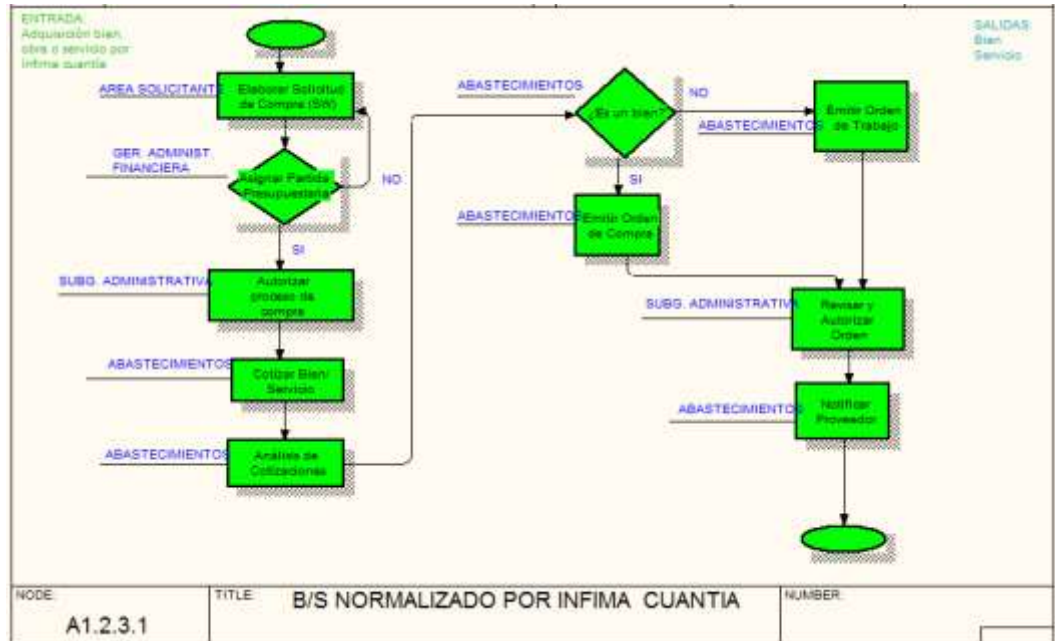 ENTRADA:
Adquisición bien,
obra o servicio por
ínfima cuantía
SALIDAS:
Bien
Servicio
AREA SOLICITANTE
Elaborar Solicitud
de Compra (SW)
GER. ADMINIST.
FINANCIERA
Asignar Partida
Presupuestaria
NO
SI
SUBG. ADMINISTRATIVA
Autorizar
proceso de
compra
ABASTECIMIENTOS
Cotizar Bien/
Servicio
ABASTECIMIENTOS
Analisis de
Cotizaciones
ABASTECIMIENTOS
¿Es un bien?
NO
SI
ABASTECIMIENTOS
Emitir Orden
de Compra
ABASTECIMIENTOS
Emitir Orden
de Trabajo
SUBG. ADMINISTRATIVA
Revisar y
Autorizar
Orden
ABASTECIMIENTOS
Notificar
Proveedor
NODE:
A1.2.3.1
TITLE:
B/S NORMALIZADO POR INFIMA CUANTIA
NUMBER: